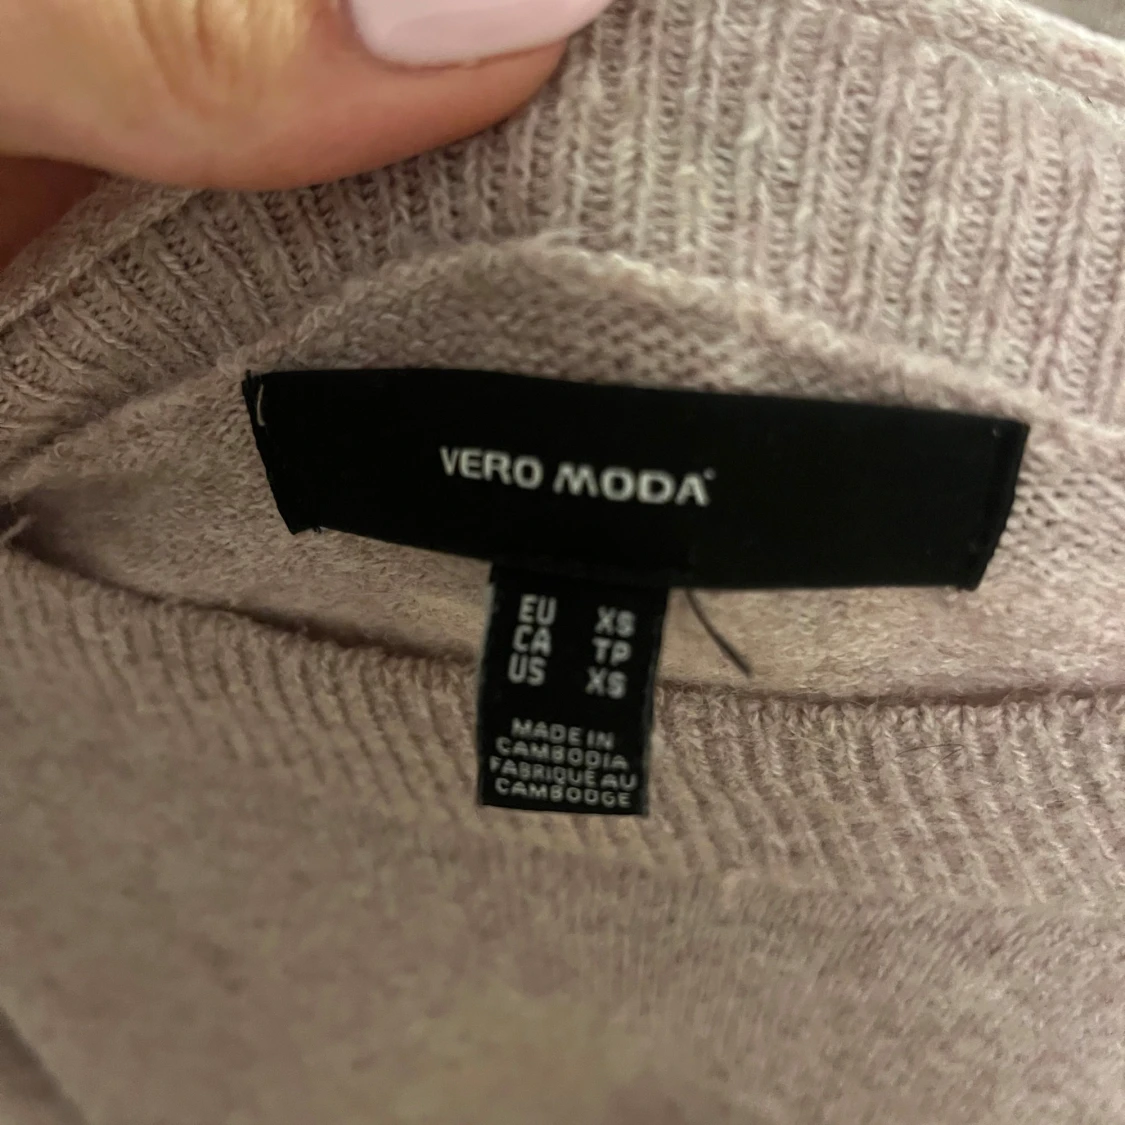 VERO MODA
EU XS
CA TP
US XS
MADE IN
CAMBODIA
FABRIQUÉ AU
CAMBODGE